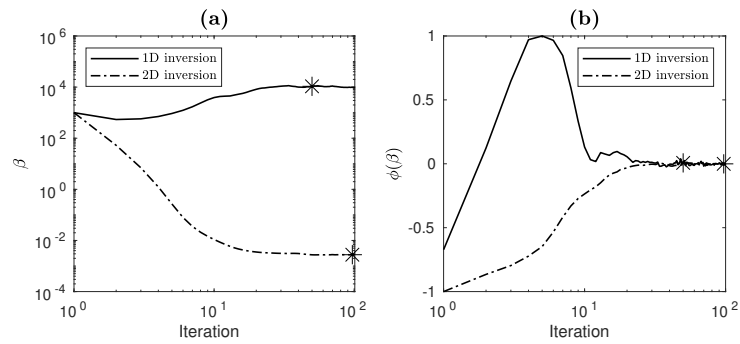 (a)
10^6
10^4
10^2
10^0
10^-2
10^-4
β
1D inversion
2D inversion
10^0
10^1
10^2
Iteration
(b)
1
0.5
0
-0.5
-1
ϕ(β)
1D inversion
2D inversion
10^0
10^1
10^2
Iteration